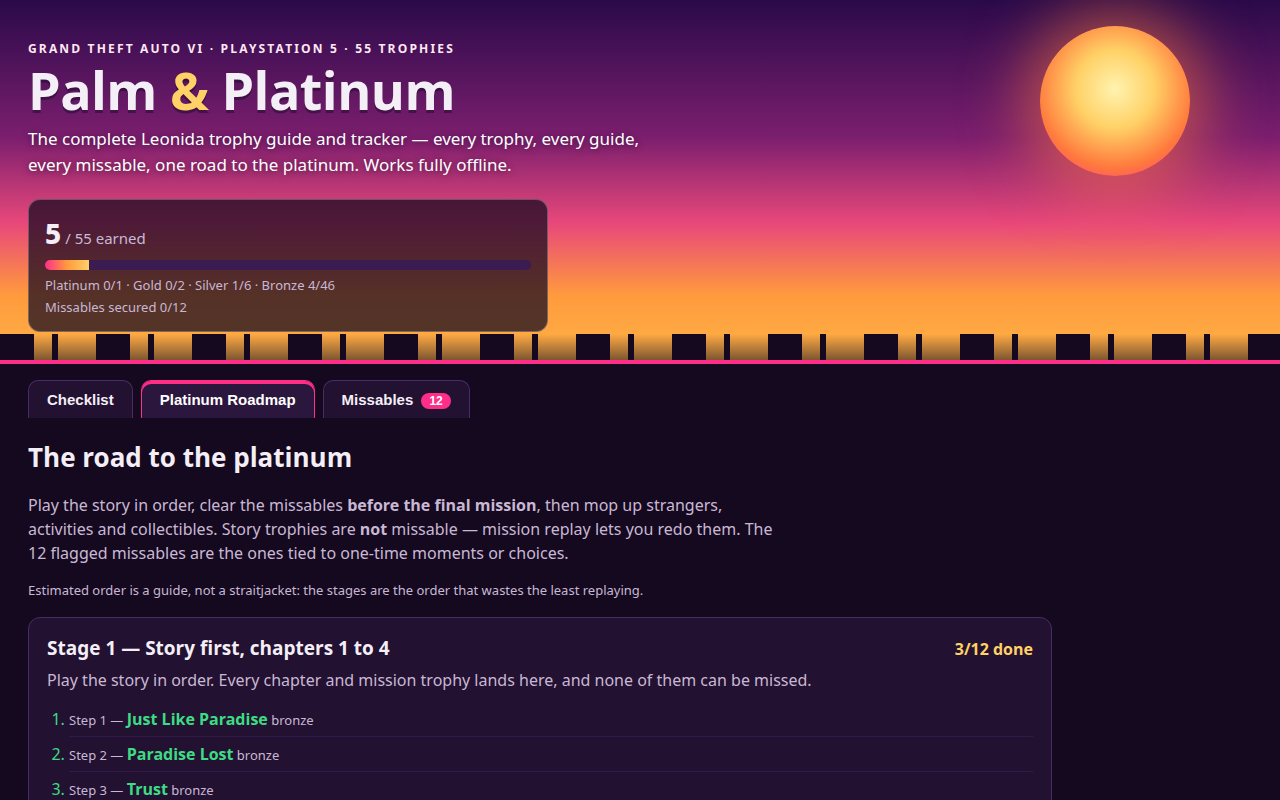 GRAND THEFT AUTO VI · PLAYSTATION 5 · 55 TROPHIES
Palm & Platinum
The complete Leonida trophy guide and tracker — every trophy, every guide,
every missable, one road to the platinum. Works fully offline.
5 / 55 earned
Platinum 0/1 · Gold 0/2 · Silver 1/6 · Bronze 4/46
Missables secured 0/12
Checklist
Platinum Roadmap
Missables 12
The road to the platinum
Play the story in order, clear the missables before the final mission, then mop up strangers,
activities and collectibles. Story trophies are not missable — mission replay lets you redo them. The
12 flagged missables are the ones tied to one-time moments or choices.
Estimated order is a guide, not a straitjacket: the stages are the order that wastes the least replaying.
Stage 1 — Story first, chapters 1 to 4
3/12 done
Play the story in order. Every chapter and mission trophy lands here, and none of them can be missed.
1. Step 1 — Just Like Paradise bronze
2. Step 2 — Paradise Lost bronze
3. Step 3 — Trust bronze